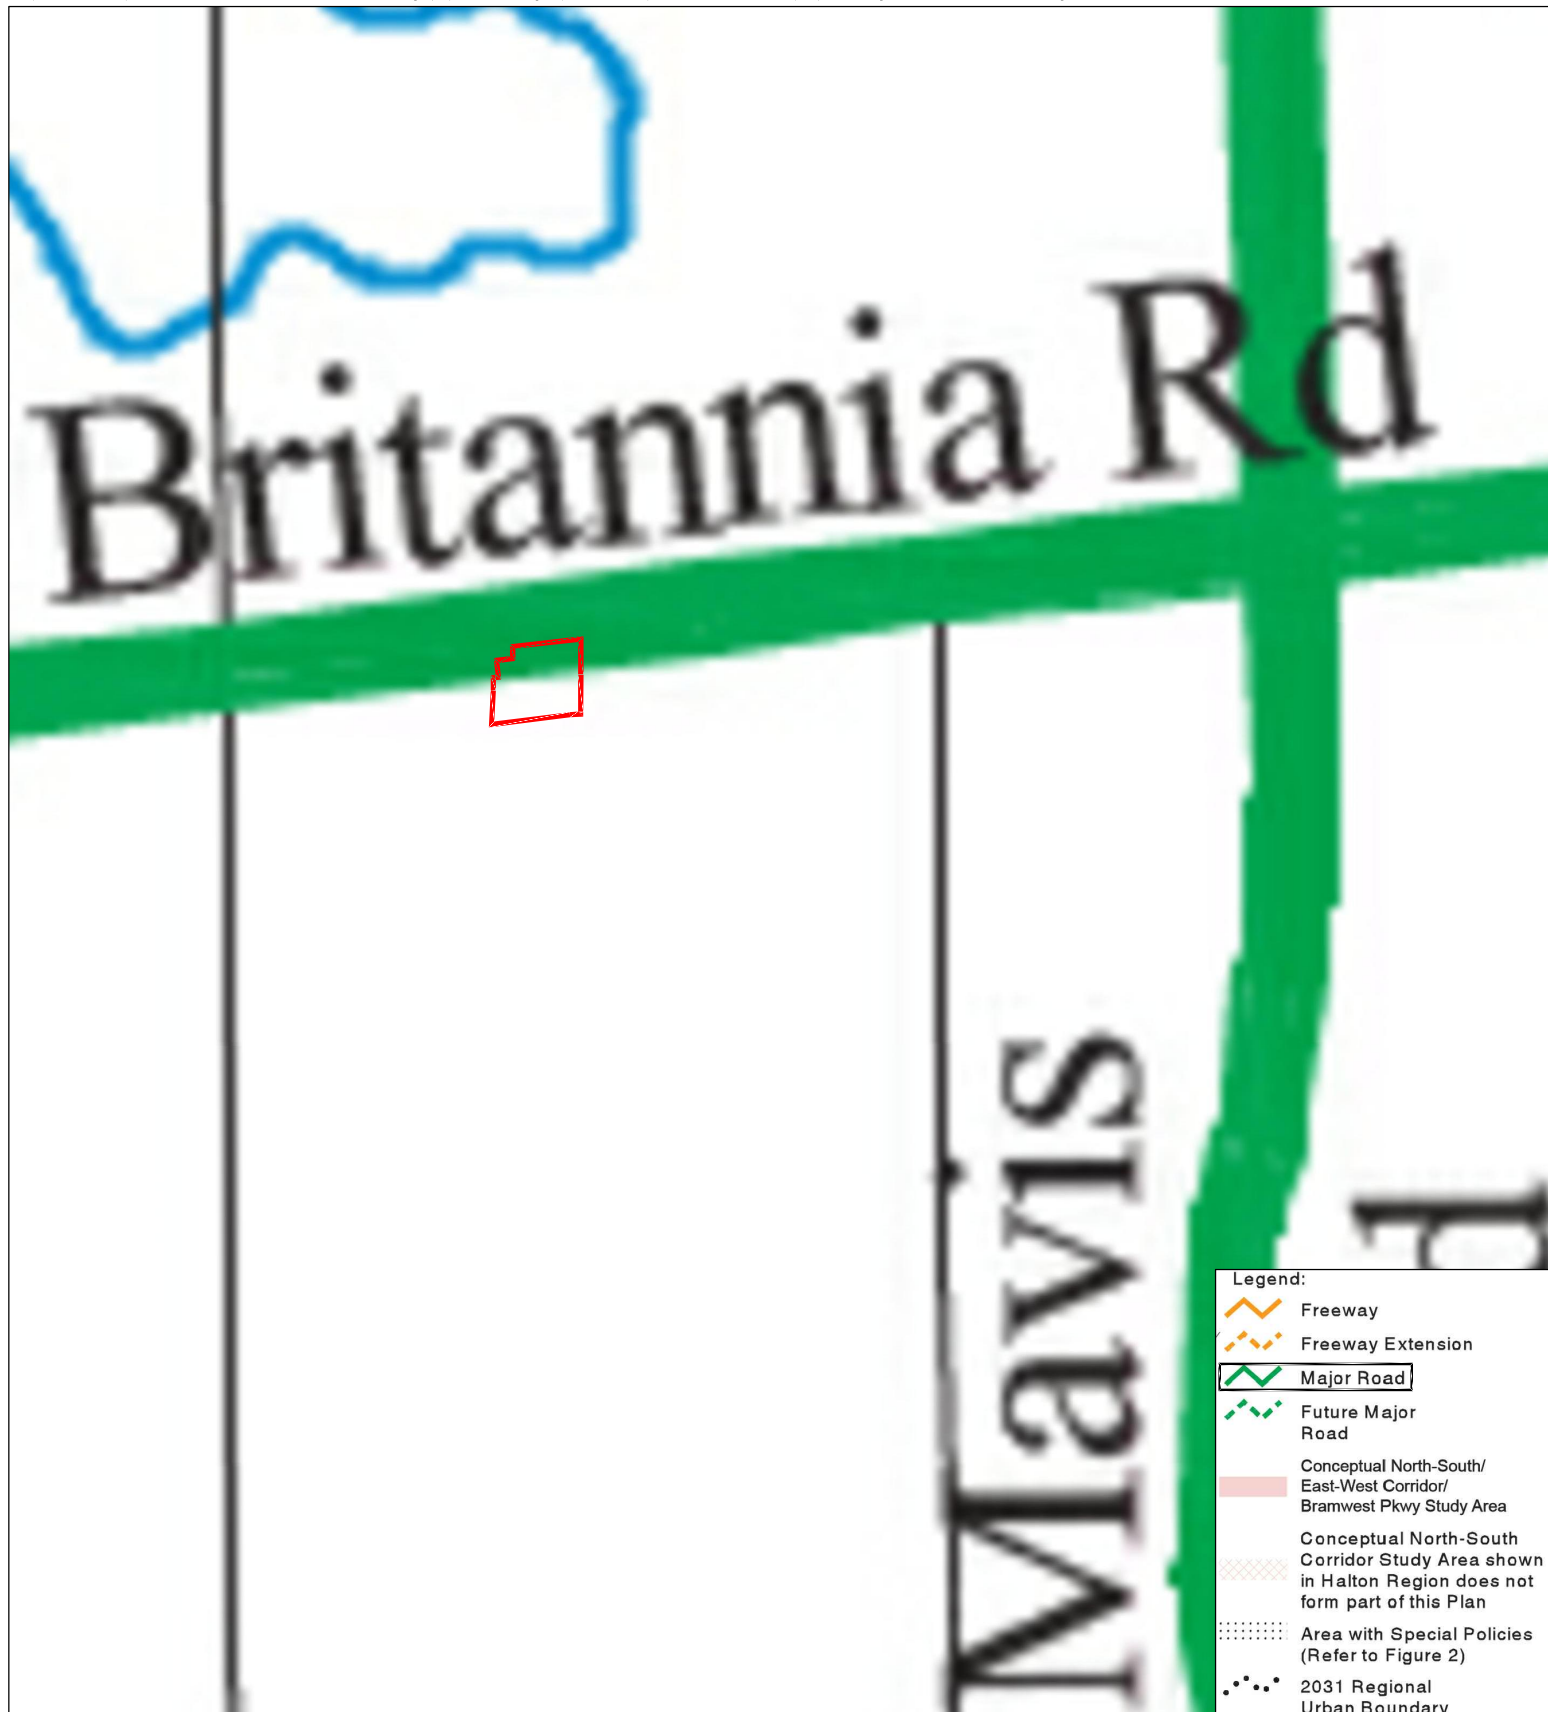 Britannia Rd
Mavis
d
Legend:
Freeway
Freeway Extension
Major Road
Future Major
Road
Conceptual North-South/
East-West Corridor/
Bramwest Pkwy Study Area
Conceptual North-South
Corridor Study Area shown
in Halton Region does not
form part of this Plan
Area with Special Policies
(Refer to Figure 2)
2031 Regional
Urban Boundary